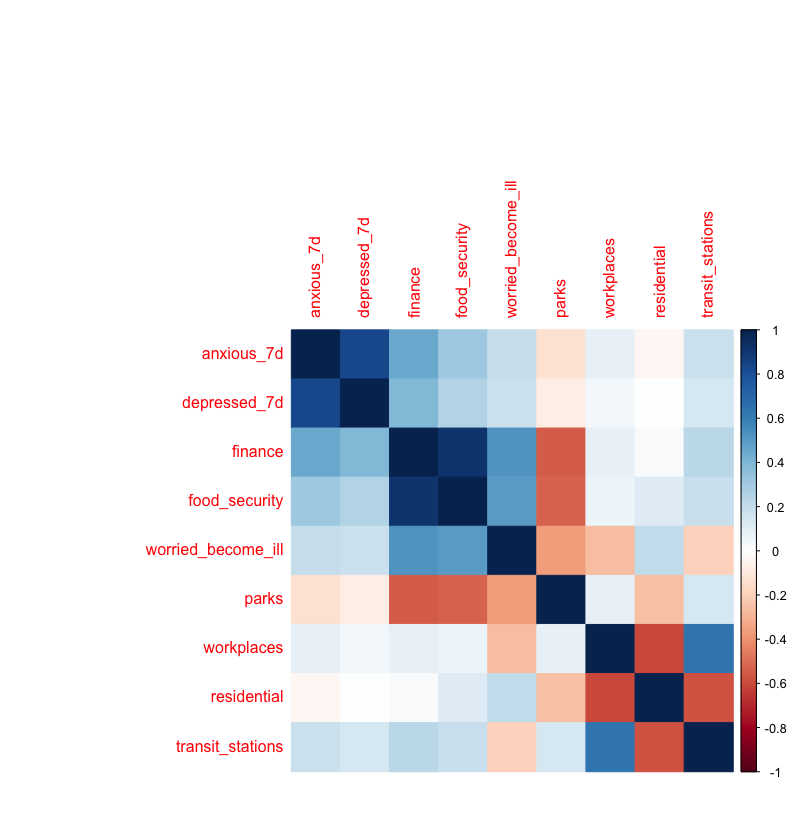 anxious_7d
depressed_7d
finance
food_security
worried_become_ill
parks
workplaces
residential
transit_stations
anxious_7d
depressed_7d
finance
food_security
worried_become_ill
parks
workplaces
residential
transit_stations
1
0.8
0.6
0.4
0.2
0
-0.2
-0.4
-0.6
-0.8
-1